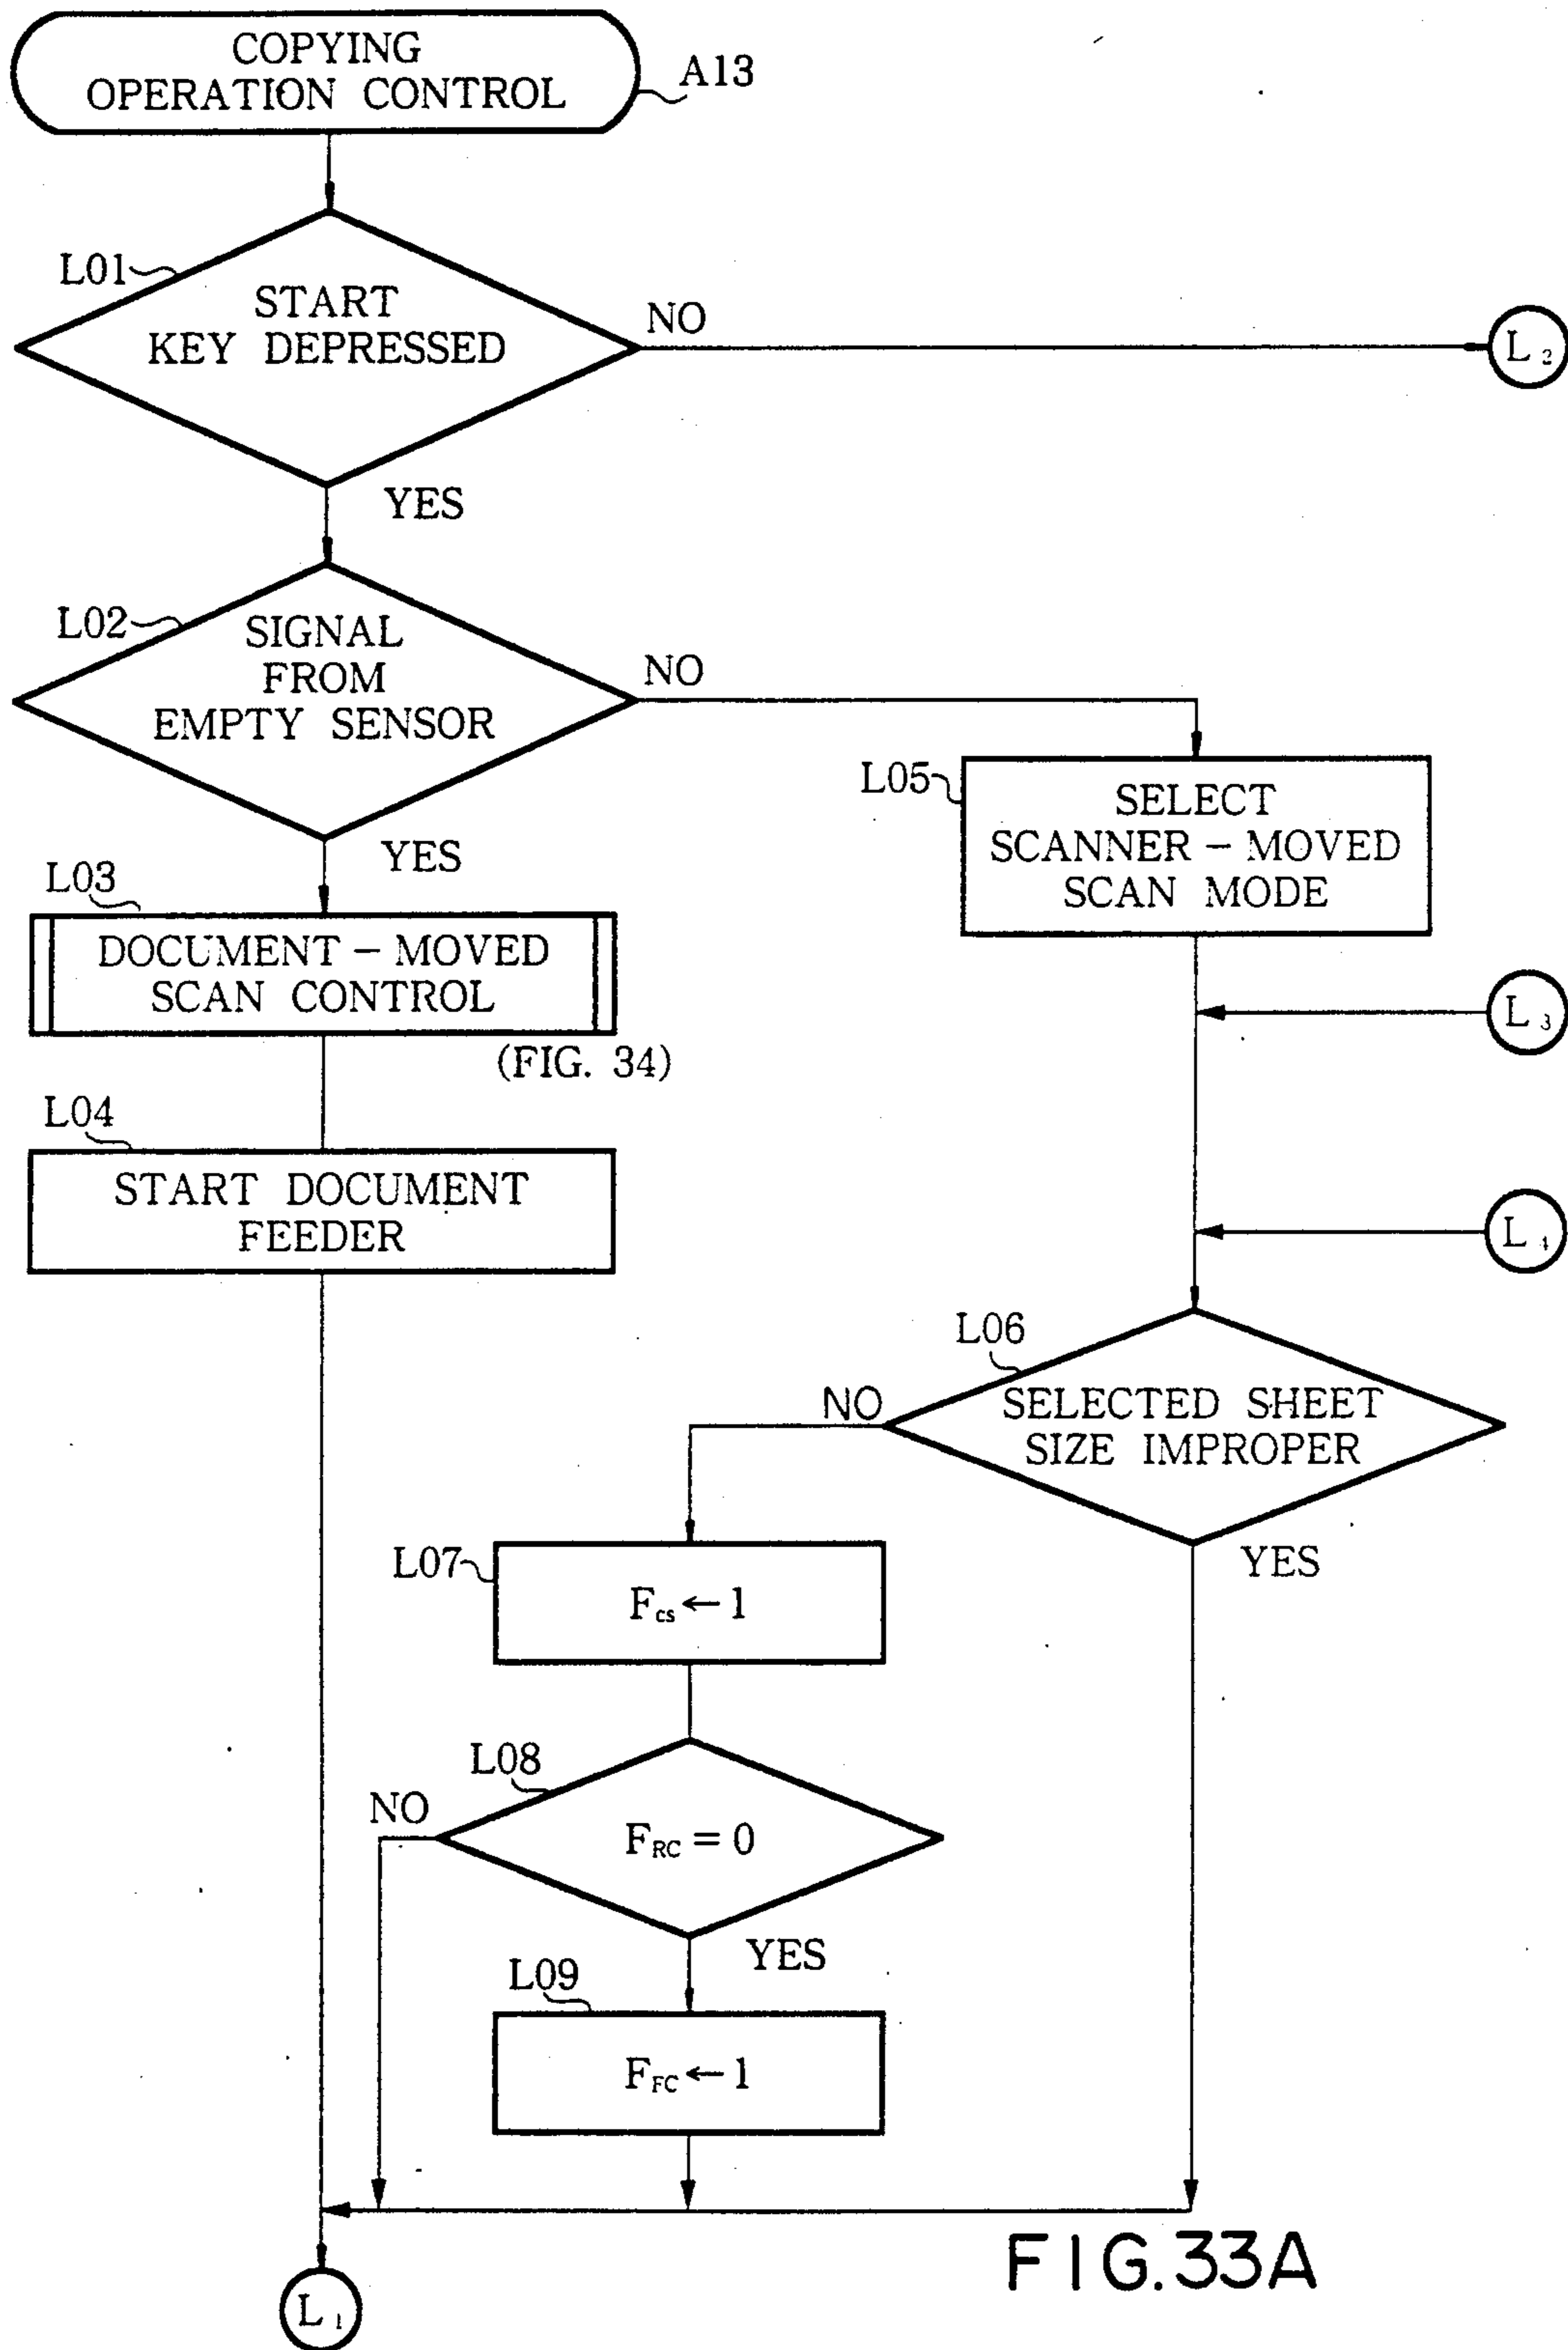 COPYING
OPERATION CONTROL
A13
L01
START
KEY DEPRESSED
NO
L2
YES
L02
SIGNAL
FROM
EMPTY SENSOR
NO
YES
L05
SELECT
SCANNER – MOVED
SCAN MODE
L03
DOCUMENT – MOVED
SCAN CONTROL
(FIG. 34)
L3
L04
START DOCUMENT
FEEDER
L4
L06
NO
SELECTED SHEET
SIZE IMPROPER
YES
L07
Fcs ← 1
L08
NO
FRC = 0
YES
L09
FFC ← 1
L1
FIG. 33A